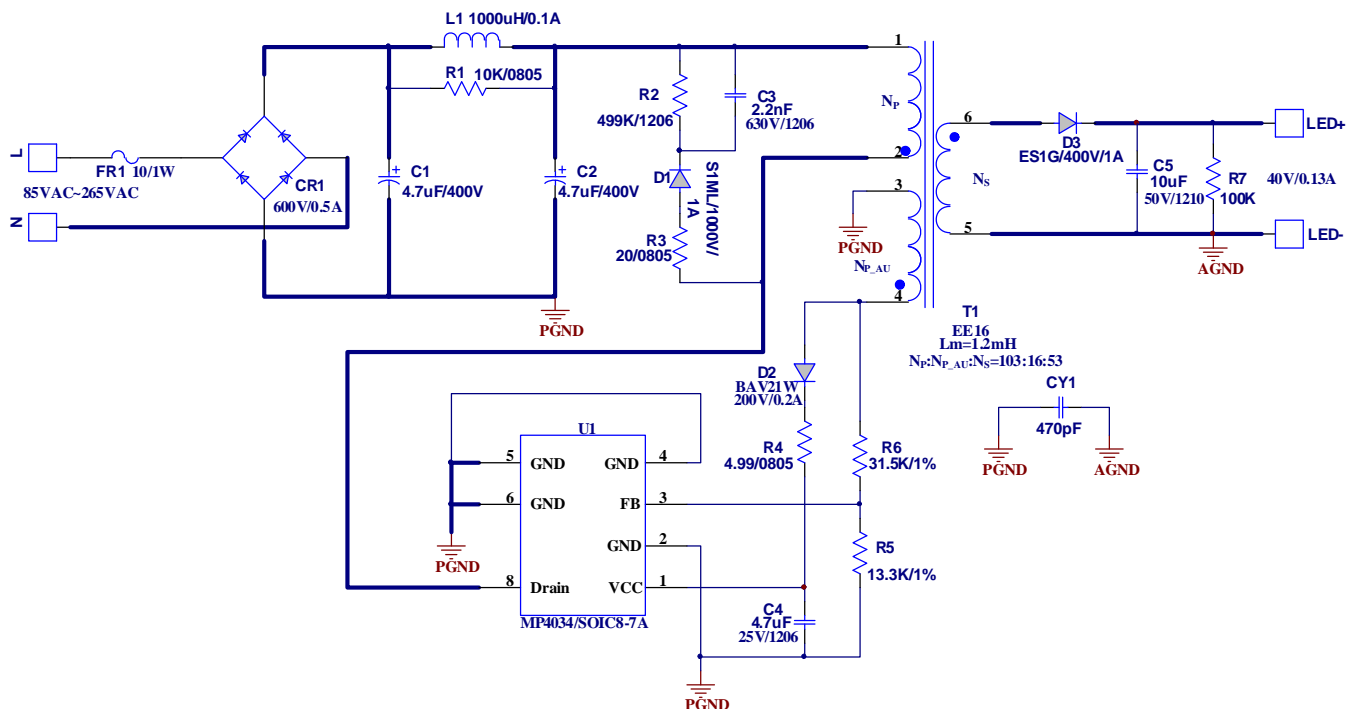 L1 1000uH/0.1A
R1 10K/0805
L
FR1 10/1W
85VAC~265VAC
N
CR1
600V/0.5A
C1
4.7uF/400V
C2
4.7uF/400V
PGND
R2
499K/1206
C3
2.2nF
630V/1206
D1
S1ML/1000V/
1A
R3
20/0805
1
NP
2
3
PGND
NP_AU
4
6
NS
5
T1
EE16
Lm=1.2mH
NP:NP_AU:NS=103:16:53
D3
ES1G/400V/1A
C5
10uF
50V/1210
R7
100K
LED+
40V/0.13A
LED-
AGND
CY1
470pF
PGND
AGND
D2
BAV21W
200V/0.2A
R4
4.99/0805
R6
31.5K/1%
R5
13.3K/1%
U1
5 GND GND 4
6 GND FB 3
GND 2
8 Drain VCC 1
MP4034/SOIC8-7A
PGND
C4
4.7uF
25V/1206
PGND